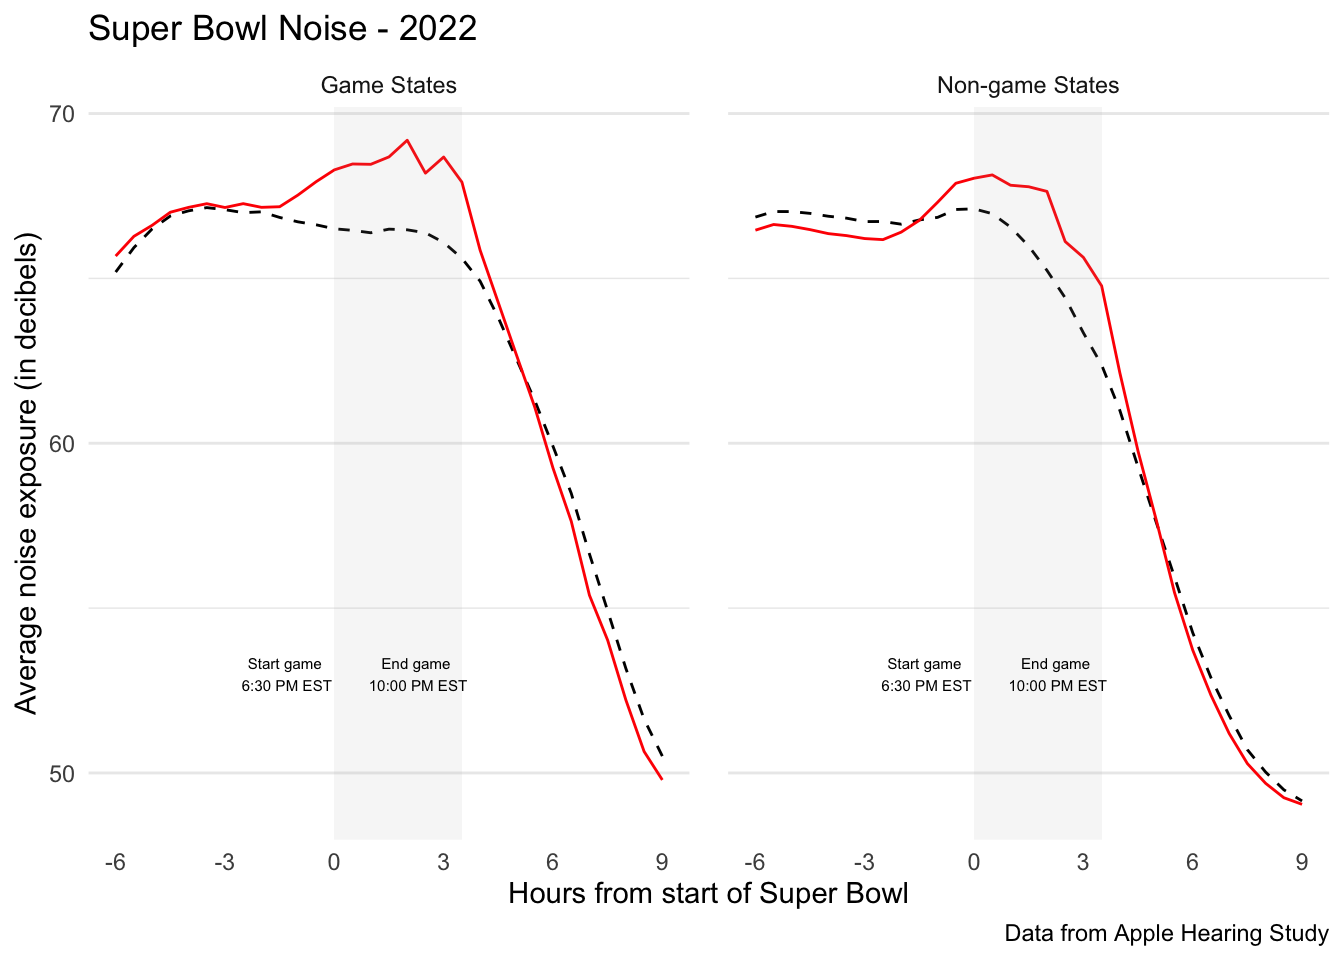 Super Bowl Noise - 2022
Game States
Non-game States
Average noise exposure (in decibels)
70
60
50
Start game
6:30 PM EST
End game
10:00 PM EST
Start game
6:30 PM EST
End game
10:00 PM EST
-6 -3 0 3 6 9
-6 -3 0 3 6 9
Hours from start of Super Bowl
Data from Apple Hearing Study